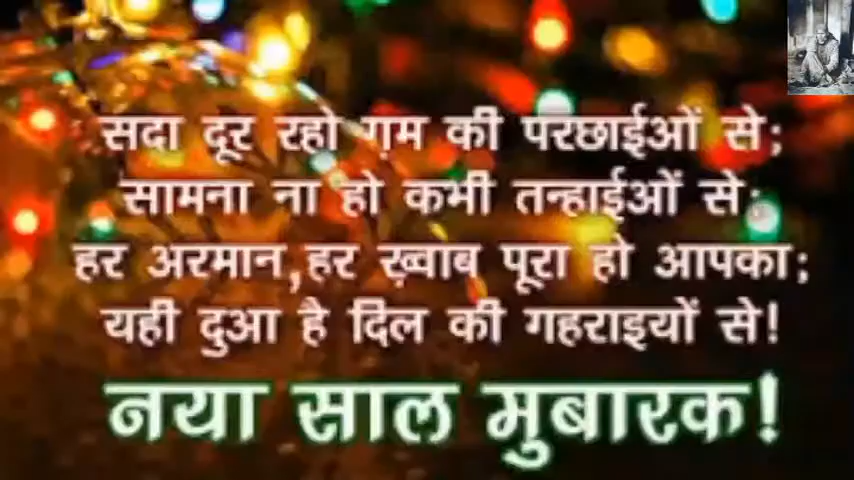 सदा दूर रहो ग़म की परछाईओं से;
सामना ना हो कभी तन्हाईओं से;
हर अरमान,हर ख़्वाब पूरा हो आपका;
यही दुआ है दिल की गहराइयों से!
नया साल मुबारक!